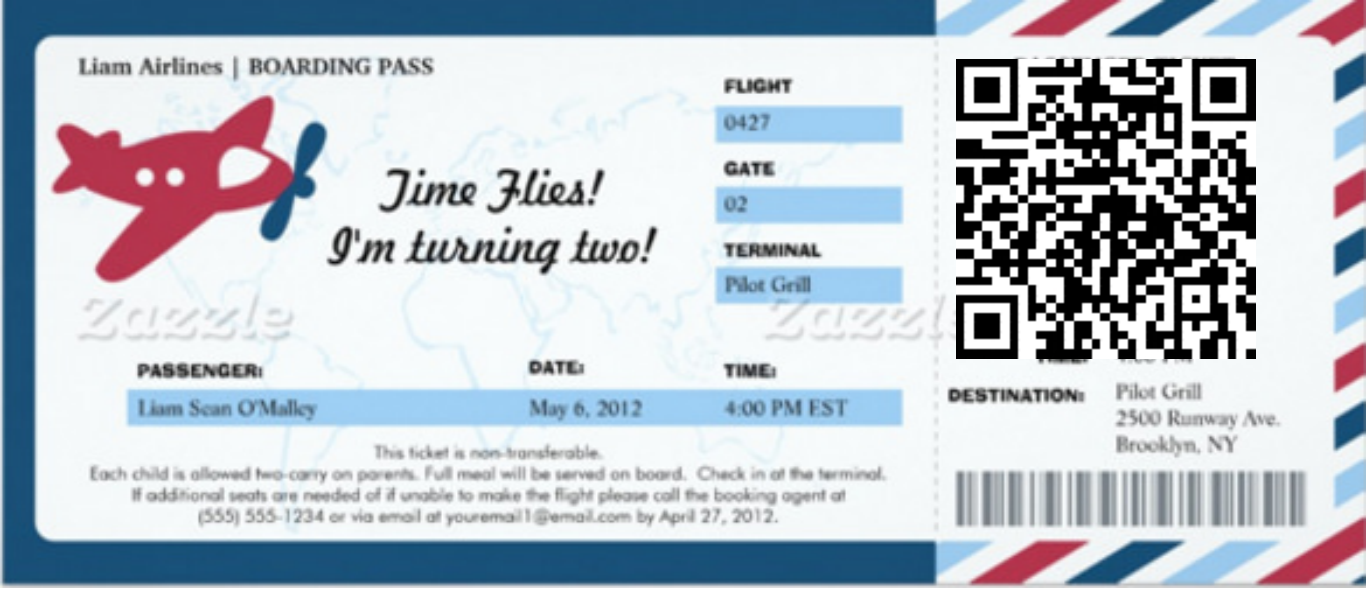 Liam Airlines | BOARDING PASS
Time Flies!
I'm turning two!
FLIGHT
0427
GATE
02
TERMINAL
Pilot Grill
Zazzle
Zazzle
PASSENGER:
Liam Sean O'Malley
DATE:
May 6, 2012
TIME:
4:00 PM EST
This ticket is non-transferable.
Each child is allowed two-carry on parents. Full meal will be served on board. Check in at the terminal.
If additional seats are needed of if unable to make the flight please call the booking agent at
(555) 555-1234 or via email at youremail1@email.com by April 27, 2012.
DESTINATION:
Pilot Grill
2500 Runway Ave.
Brooklyn, NY